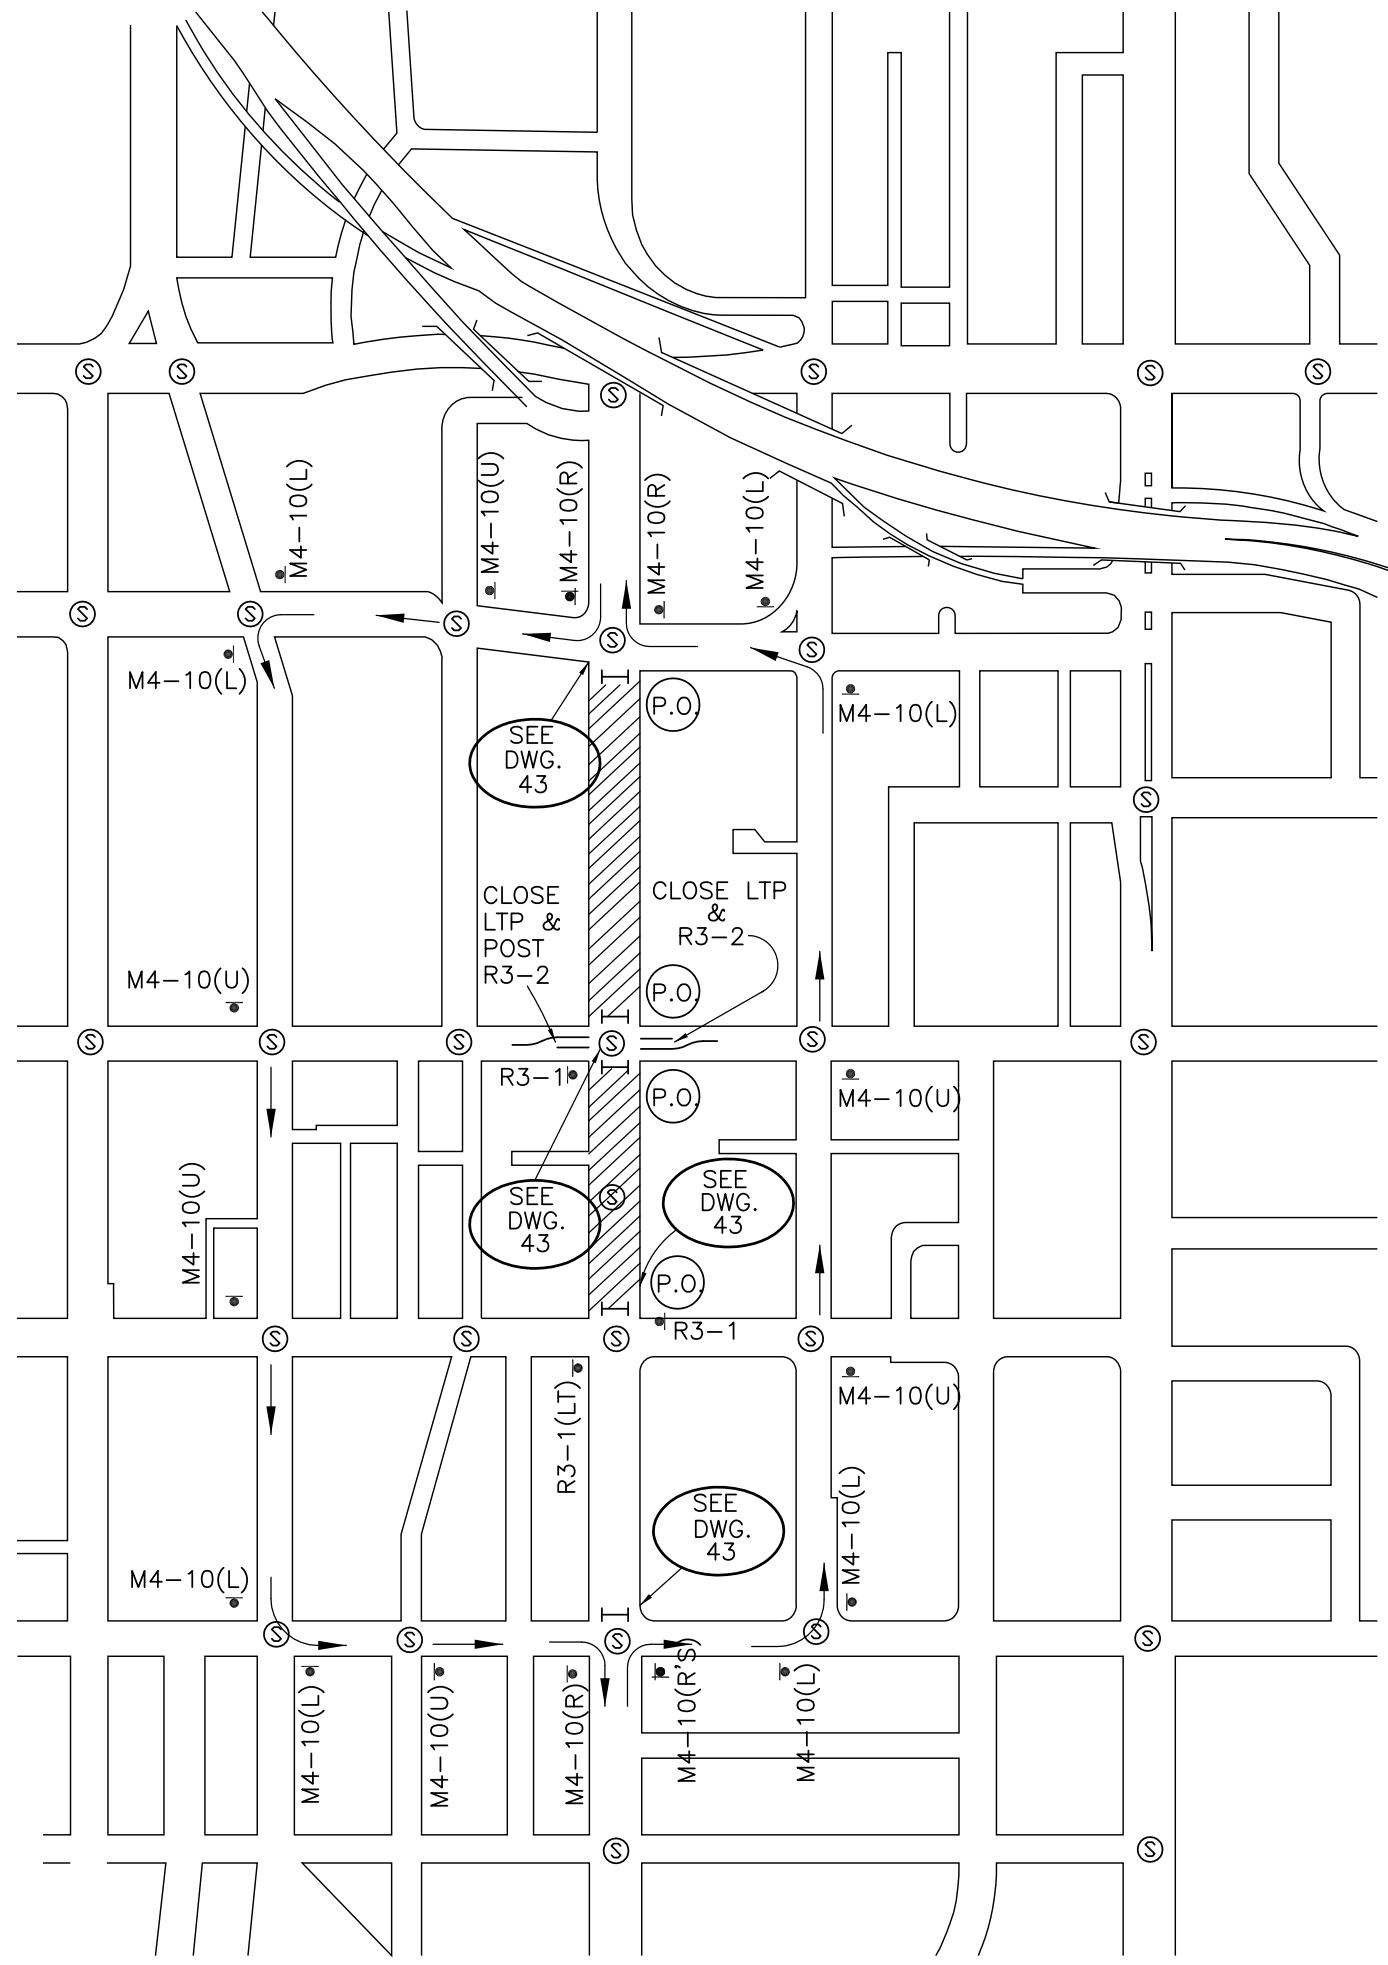 S
S
S
S
S
S
M4-10(L)
M4-10(U)
M4-10(R)
M4-10(R)
M4-10(L)
S
S
S
S
S
M4-10(L)
P.O.
M4-10(L)
SEE
DWG.
43
S
CLOSE
LTP &
POST
R3-2
CLOSE LTP
&
R3-2
M4-10(U)
P.O.
S
S
S
S
S
S
R3-1
P.O.
M4-10(U)
M4-10(U)
SEE
DWG.
43
S
SEE
DWG.
43
P.O.
R3-1
S
S
S
S
R3-1(LT)
M4-10(U)
SEE
DWG.
43
M4-10(L)
M4-10(L)
S
S
S
S
S
M4-10(L)
M4-10(U)
M4-10(R)
M4-10(R'S)
M4-10(L)
S
S